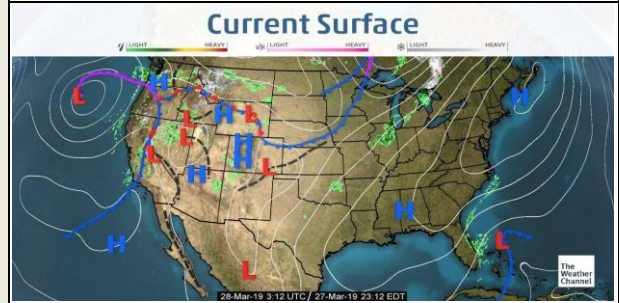 Current Surface
LIGHT HEAVY LIGHT HEAVY LIGHT HEAVY
L H H L
L H H L
L H
H L
H H
H L
L
The
Weather
Channel
28-Mar-19 3:12 UTC / 27-Mar-19 23:12 EDT